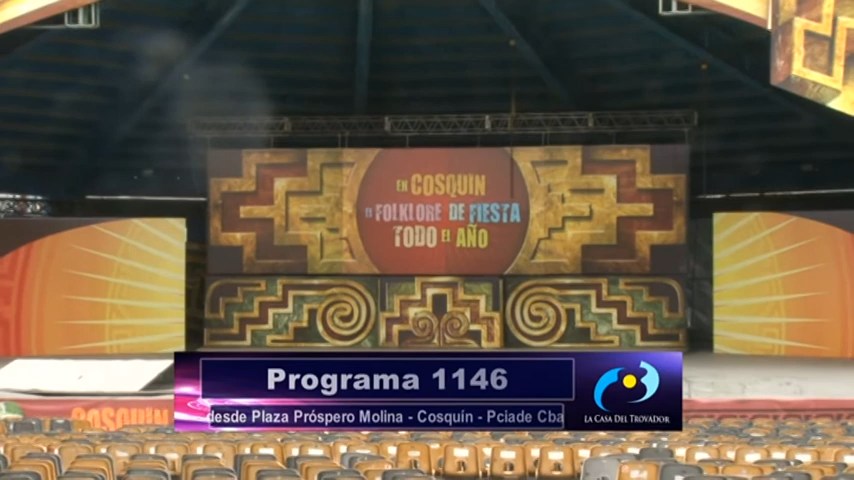 EN COSQUIN
EL FOLKLORE DE FIESTA
TODO EL AÑO
COSQUIN
Programa 1146
desde Plaza Próspero Molina - Cosquín - Pciade Cba
LA CASA DEL TROVADOR